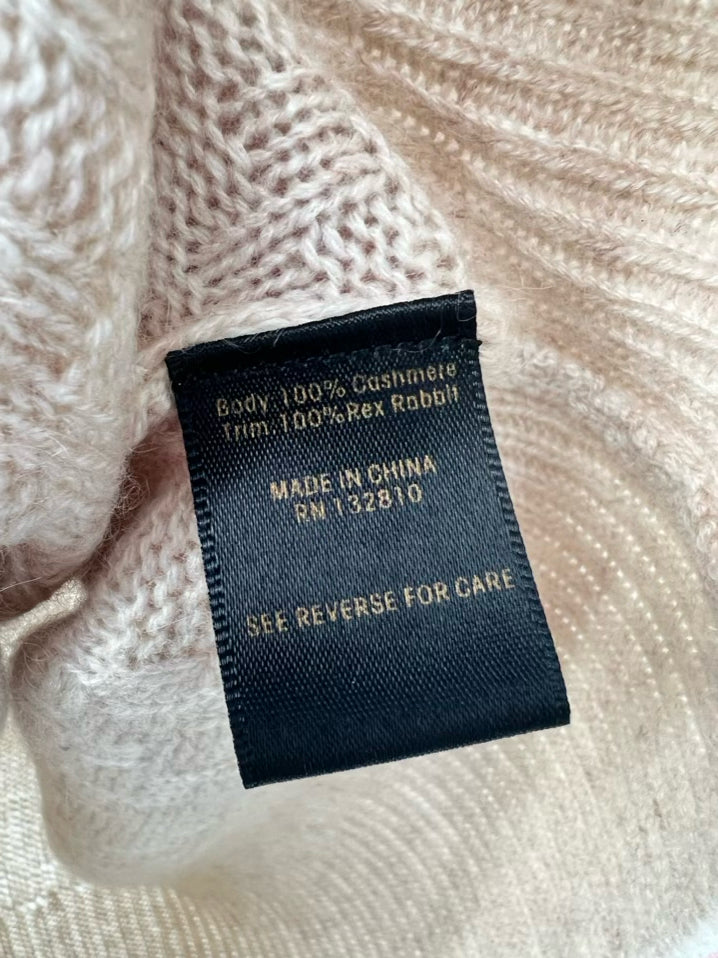 Body 100% Cashmere
Trim.100%Rex Rabbit
MADE IN CHINA
RN 132810
SEE REVERSE FOR CARE